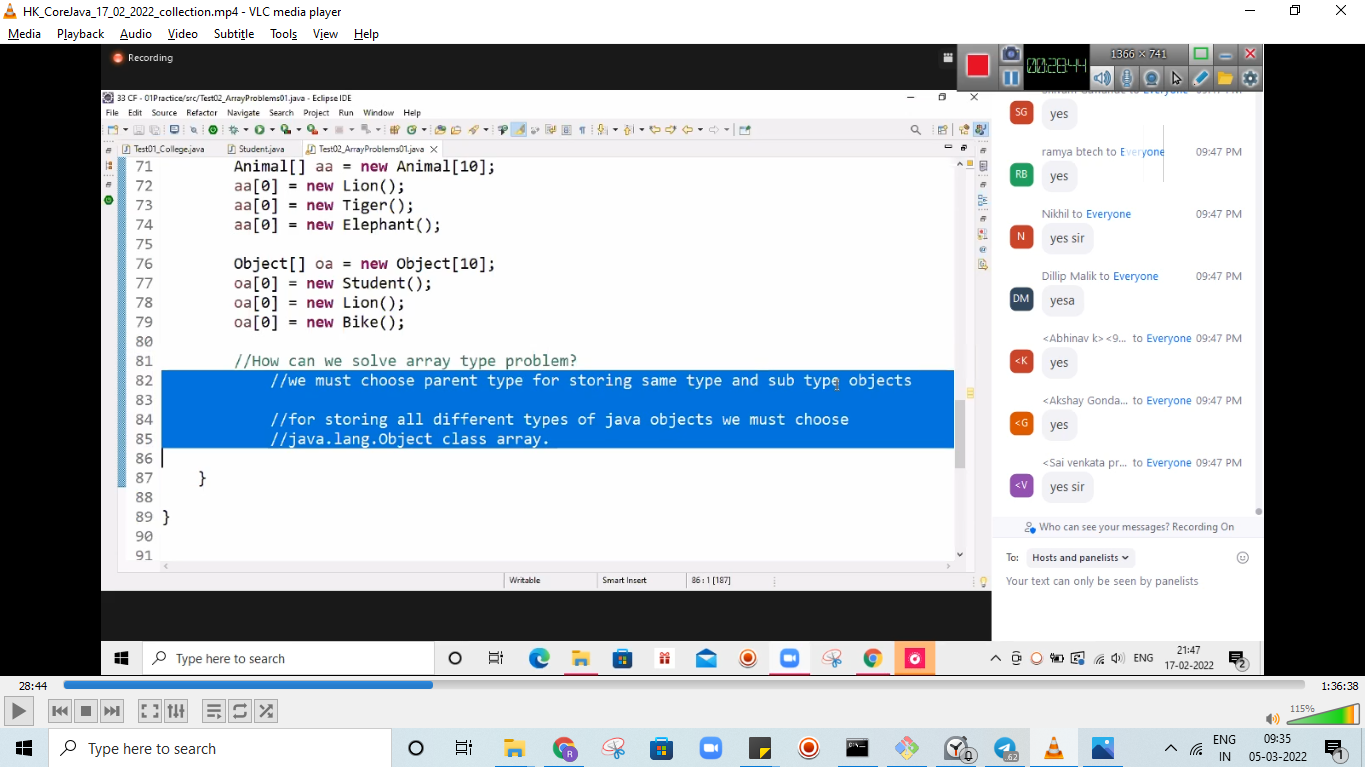 HK_CoreJava_17_02_2022_collection.mp4 - VLC media player
Media Playback Audio Video Subtitle Tools View Help
Recording
00:28:44
1366 × 741
33 CF - 01Practice/src/Test02_ArrayProblems01.java - Eclipse IDE
File Edit Source Refactor Navigate Search Project Run Window Help
Test01_College.java Student.java Test02_ArrayProblems01.java
71 Animal[] aa = new Animal[10];
72 aa[0] = new Lion();
73 aa[0] = new Tiger();
74 aa[0] = new Elephant();
75
76 Object[] oa = new Object[10];
77 oa[0] = new Student();
78 oa[0] = new Lion();
79 oa[0] = new Bike();
80
81 //How can we solve array type problem?
82 //we must choose parent type for storing same type and sub type objects
83
84 //for storing all different types of java objects we must choose
85 //java.lang.Object class array.
86
87 }
88
89 }
90
91
Writable Smart Insert 86 : 1 [187]
Everyone
SG yes
ramya btech to Everyone 09:47 PM
RB yes
Nikhil to Everyone 09:47 PM
N yes sir
Dillip Malik to Everyone 09:47 PM
DM yesa
<Abhinav k> <9... to Everyone 09:47 PM
<K yes
<Akshay Gonda... to Everyone 09:47 PM
<G yes
<Sai venkata pr... to Everyone 09:47 PM
<V yes sir
Who can see your messages? Recording On
To: Hosts and panelists
Your text can only be seen by panelists
Type here to search
ENG
21:47
17-02-2022
2
28:44
1:36:38
115%
Type here to search
62
ENG
IN
09:35
05-03-2022
1